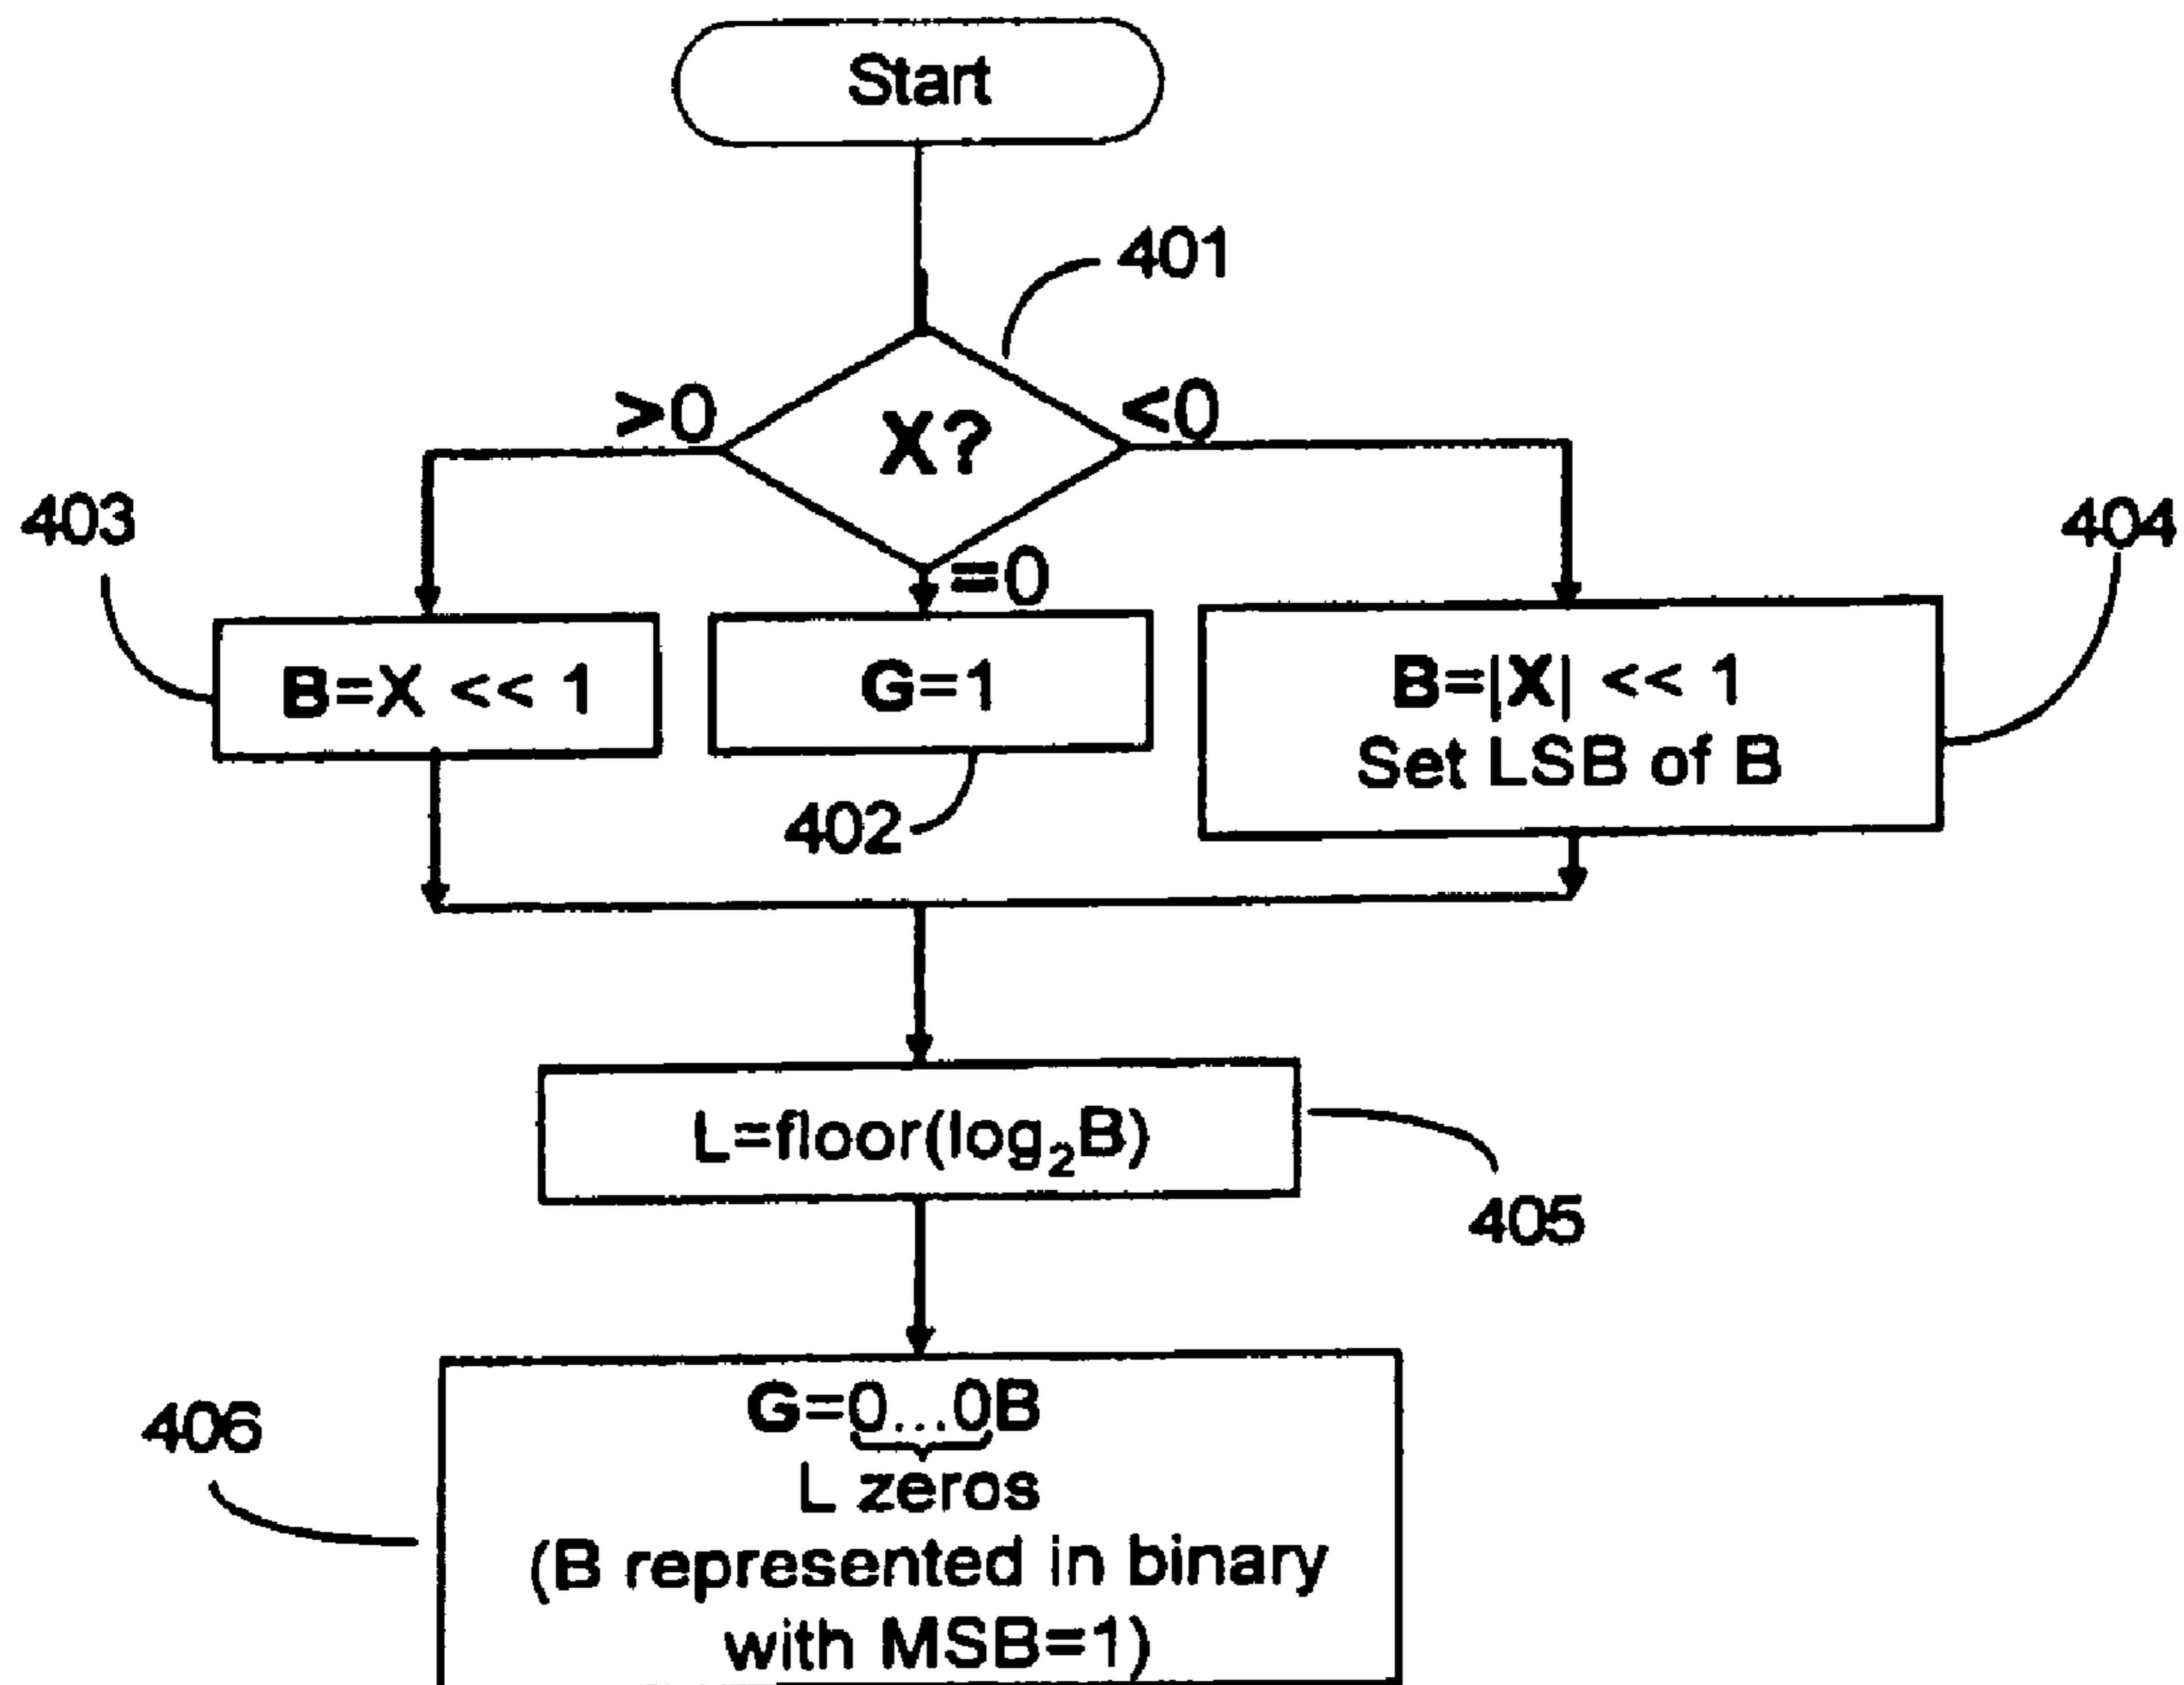 Start
401
>0
X?
<0
403
404
=0
B=X << 1
G=1
B=|X| << 1
Set LSB of B
402
L=floor(log₂B)
405
406
G=0...0B
L zeros
(B represented in binary
with MSB=1)